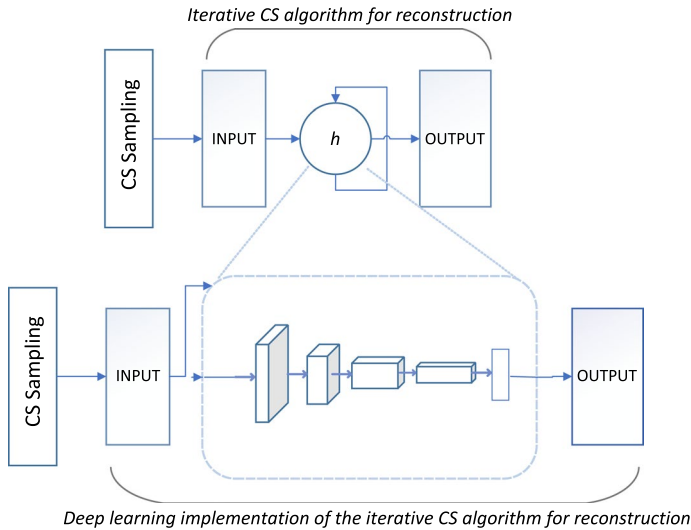 Iterative CS algorithm for reconstruction
CS Sampling
INPUT
h
OUTPUT
CS Sampling
INPUT
OUTPUT
Deep learning implementation of the iterative CS algorithm for reconstruction